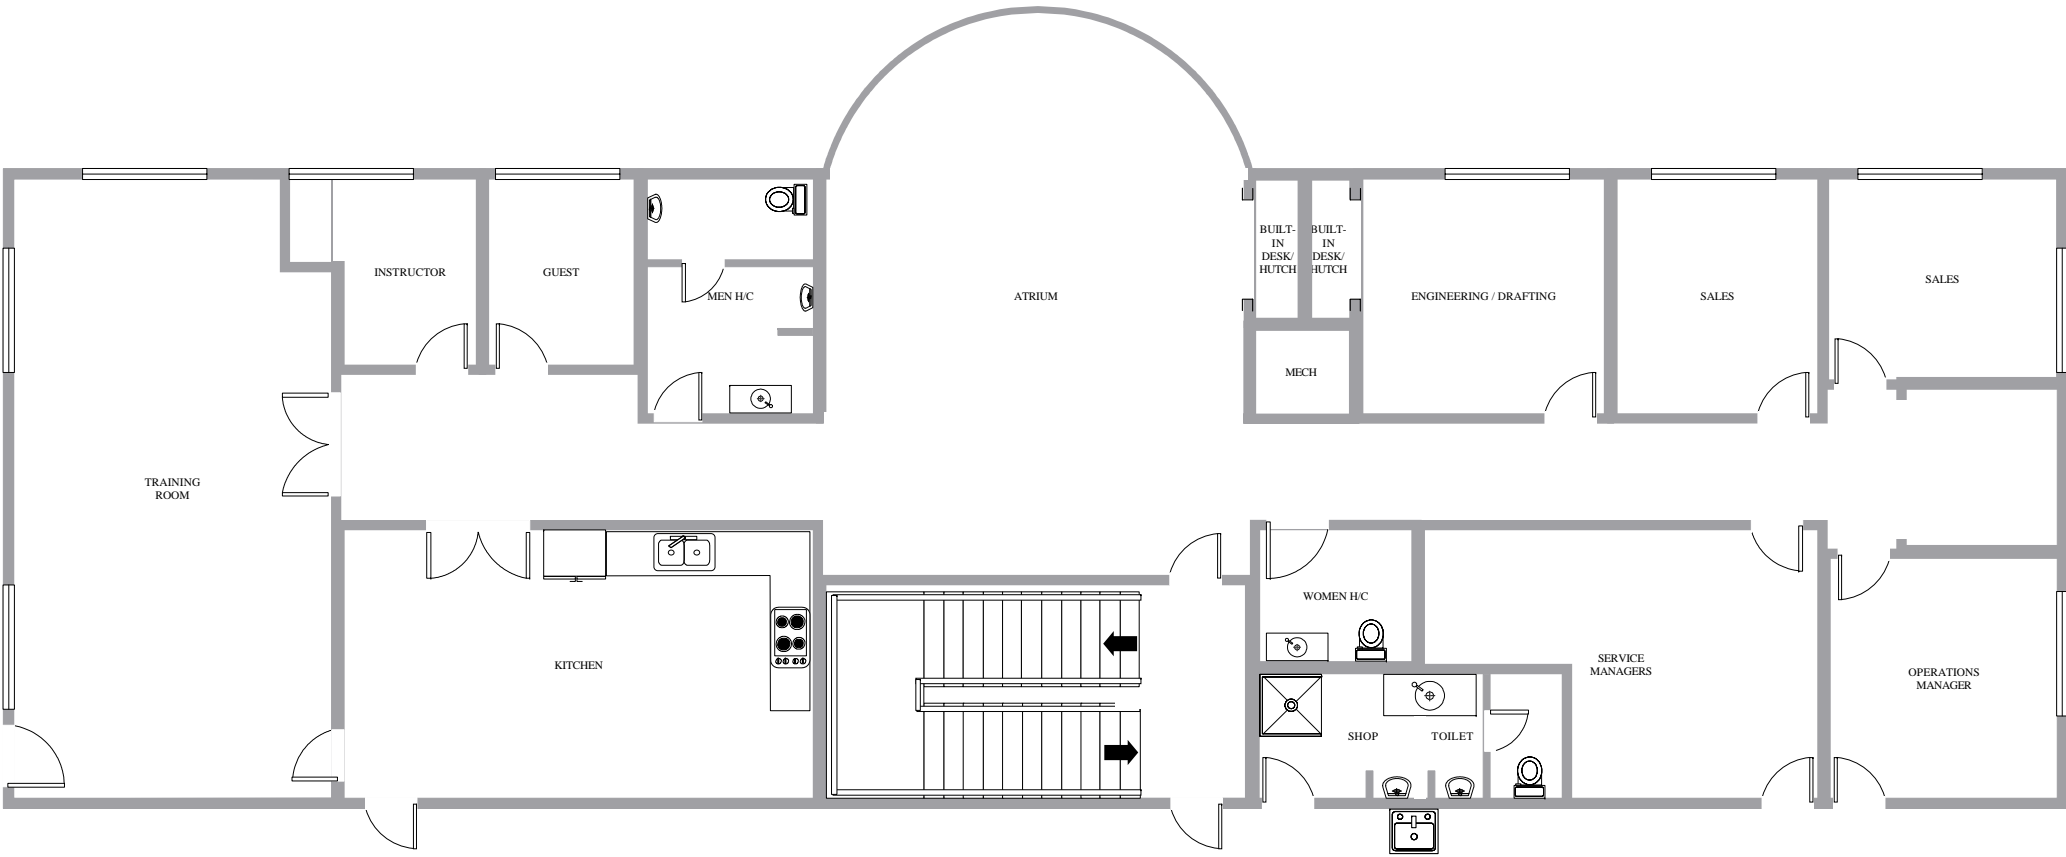 BUILT-
IN
DESK/
HUTCH
BUILT-
IN
DESK/
HUTCH
INSTRUCTOR
GUEST
MEN H/C
ATRIUM
ENGINEERING / DRAFTING
SALES
SALES
MECH
TRAINING
ROOM
KITCHEN
WOMEN H/C
SERVICE
MANAGERS
OPERATIONS
MANAGER
SHOP
TOILET